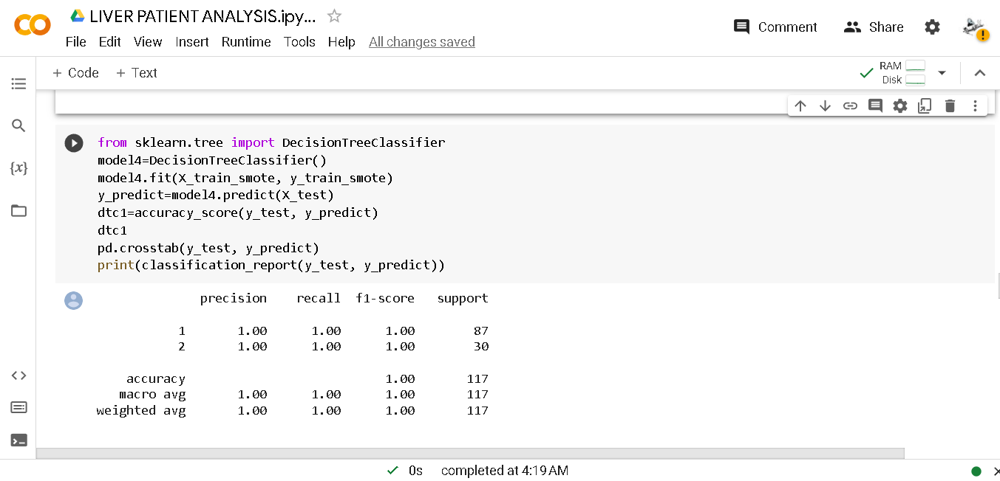 LIVER PATIENT ANALYSIS.ipy...
File Edit View Insert Runtime Tools Help All changes saved
Comment Share
+ Code + Text
RAM
Disk
from sklearn.tree import DecisionTreeClassifier
model4=DecisionTreeClassifier()
model4.fit(X_train_smote, y_train_smote)
y_predict=model4.predict(X_test)
dtc1=accuracy_score(y_test, y_predict)
dtc1
pd.crosstab(y_test, y_predict)
print(classification_report(y_test, y_predict))
precision recall f1-score support
1 1.00 1.00 1.00 87
2 1.00 1.00 1.00 30
accuracy 1.00 117
macro avg 1.00 1.00 1.00 117
weighted avg 1.00 1.00 1.00 117
0s completed at 4:19 AM